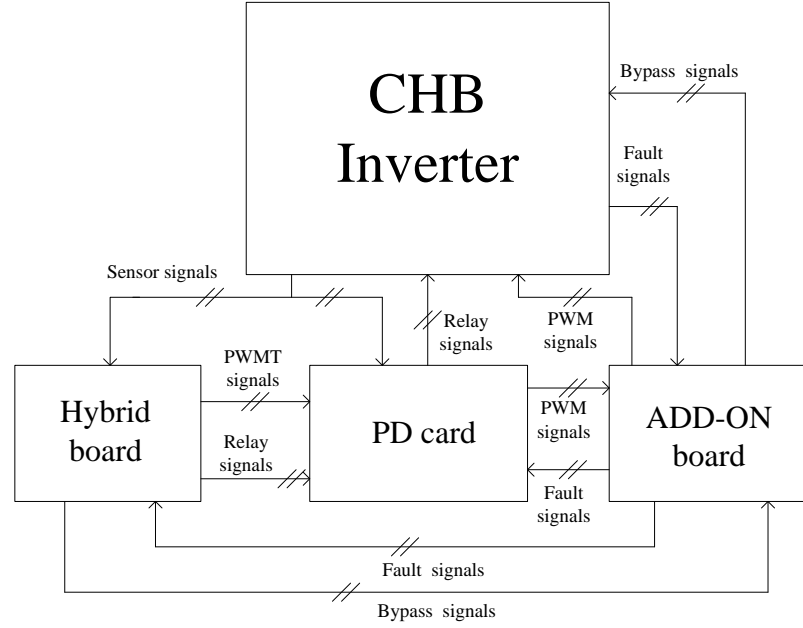 CHB
Inverter
Bypass signals
Fault
signals
Sensor signals
Relay
signals
PWM
signals
PWMT
signals
Hybrid
board
Relay
signals
PD card
PWM
signals
Fault
signals
ADD-ON
board
Fault signals
Bypass signals